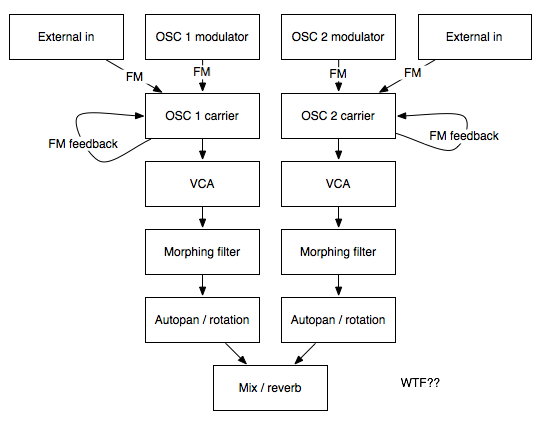 External in
OSC 1 modulator
OSC 2 modulator
External in
FM
FM
FM
FM
OSC 1 carrier
OSC 2 carrier
FM feedback
FM feedback
VCA
VCA
Morphing filter
Morphing filter
Autopan / rotation
Autopan / rotation
Mix / reverb
WTF??